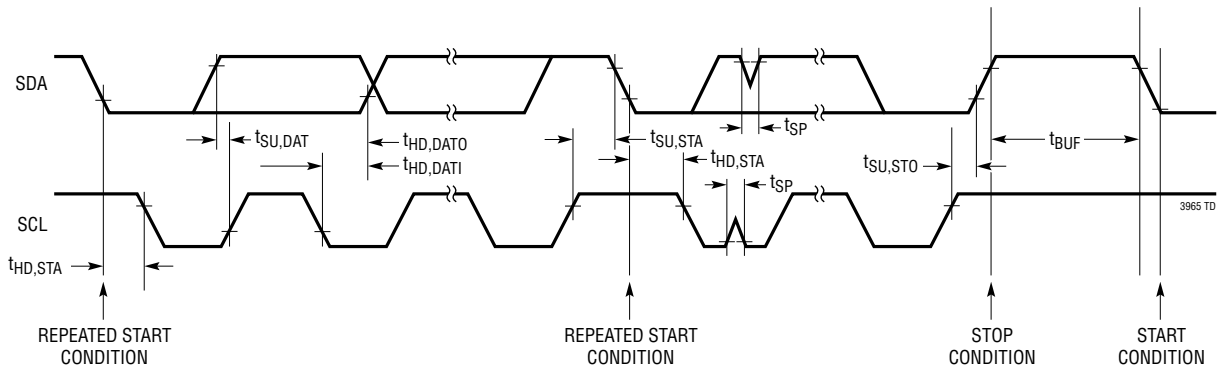 SDA
tSU,DAT
tHD,DATO
tHD,DATI
tSU,STA
tHD,STA
tSP
tSP
tSU,STO
tBUF
3965 TD
SCL
tHD,STA
REPEATED START
CONDITION
REPEATED START
CONDITION
STOP
CONDITION
START
CONDITION